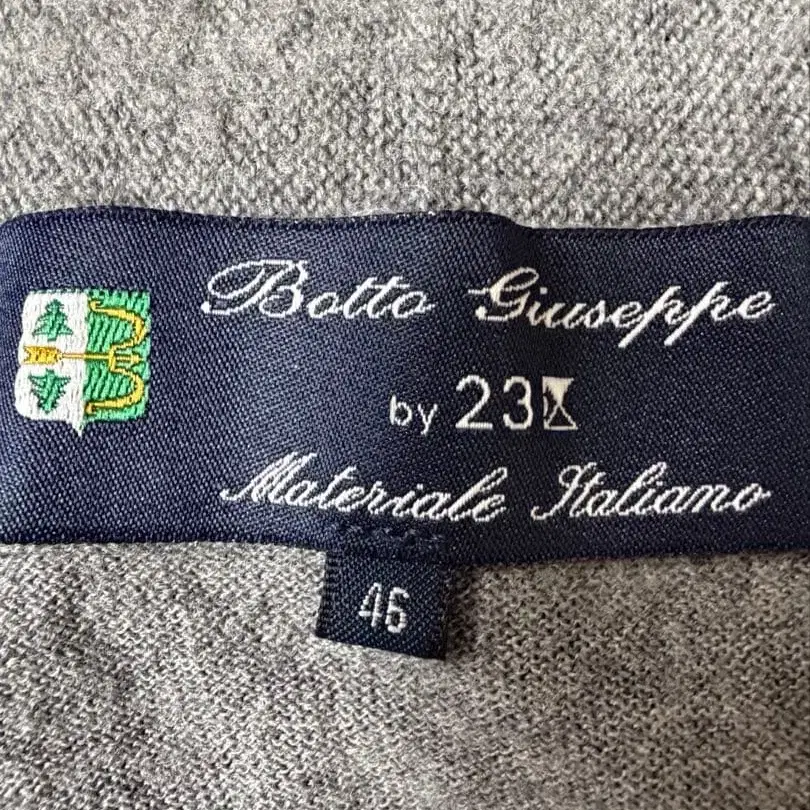 Botto Giuseppe
by 23
Materiale Italiano
46